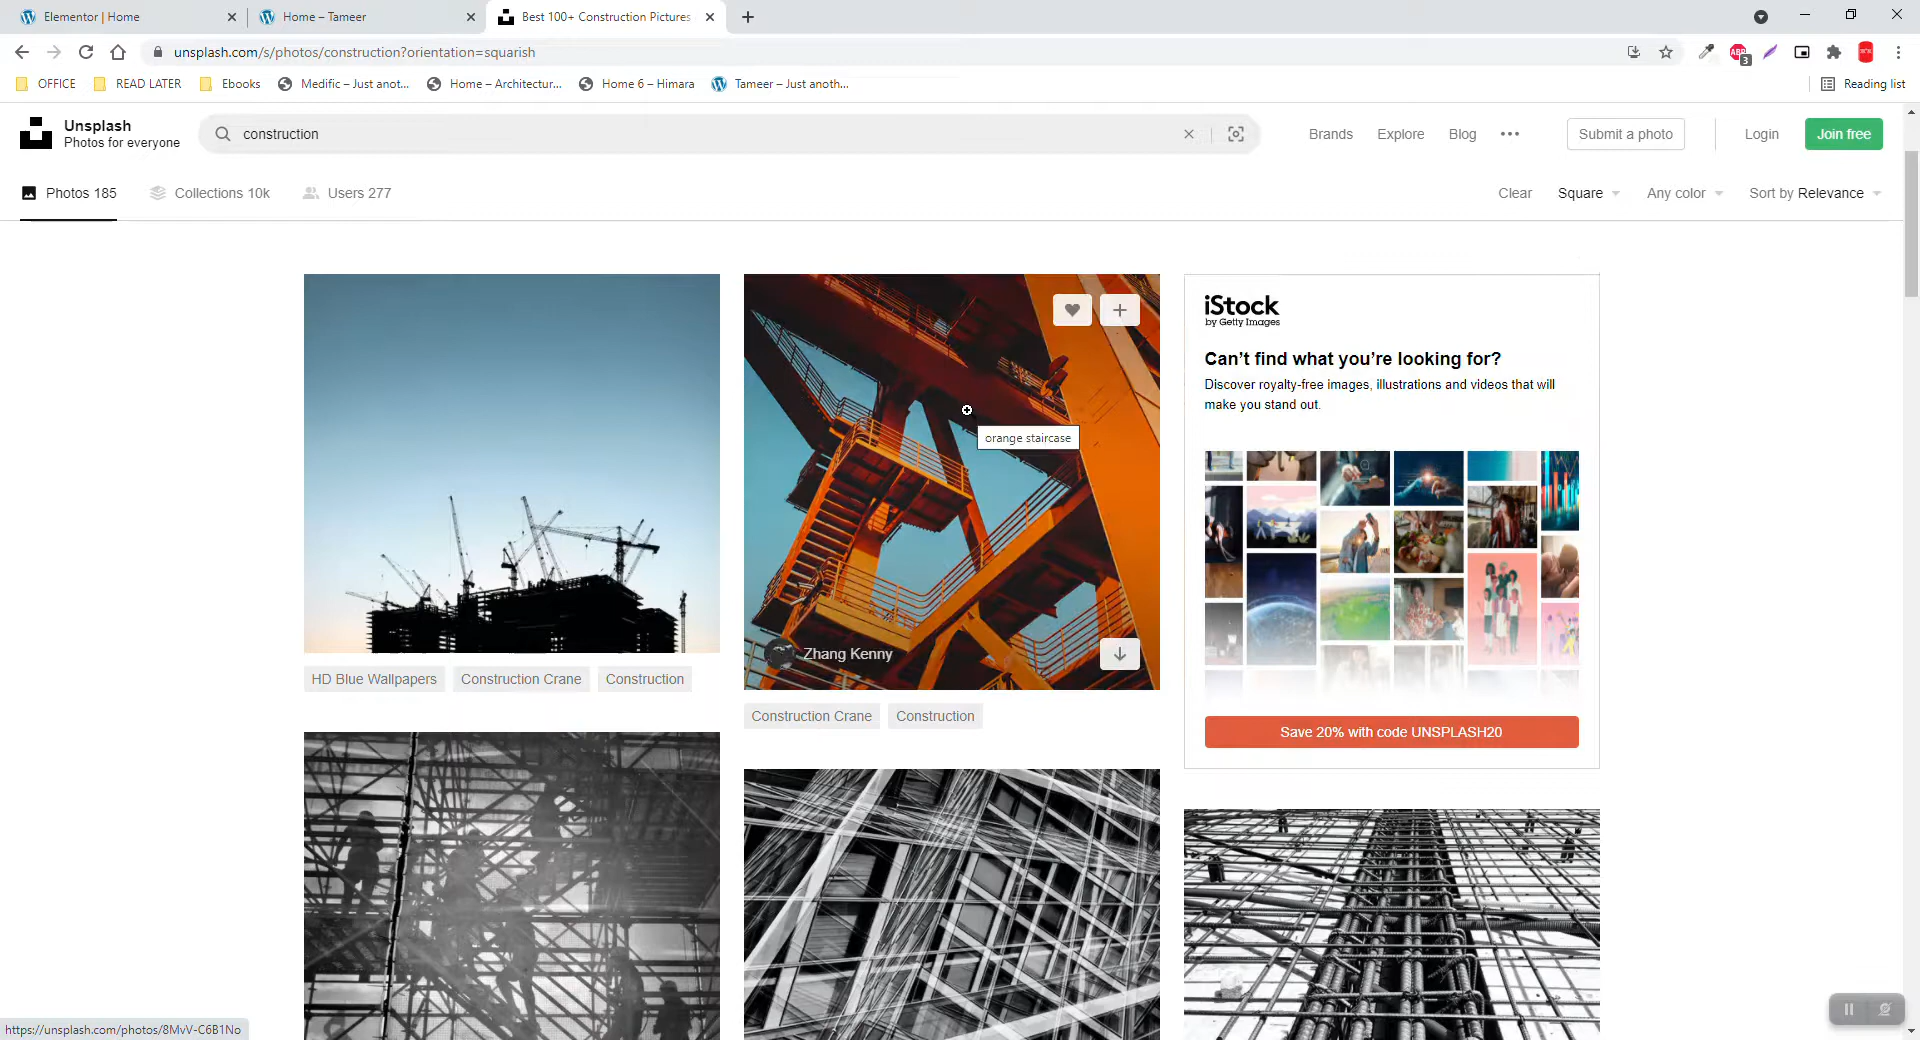 Elementor | Home
Home – Tameer
Best 100+ Construction Pictures
unsplash.com/s/photos/construction?orientation=squarish
ABP
3
OFFICE
READ LATER
Ebooks
Medific – Just anot...
Home – Architectur...
Home 6 – Himara
Tameer – Just anoth...
Reading list
Unsplash
Photos for everyone
construction
Brands
Explore
Blog
Submit a photo
Login
Join free
Photos 185
Collections 10k
Users 277
Clear
Square
Any color
Sort by Relevance
orange staircase
Zhang Kenny
iStock
by Getty Images
Can’t find what you’re looking for?
Discover royalty-free images, illustrations and videos that will
make you stand out.
Save 20% with code UNSPLASH20
HD Blue Wallpapers
Construction Crane
Construction
Construction Crane
Construction
https://unsplash.com/photos/8MvV-C6B1No